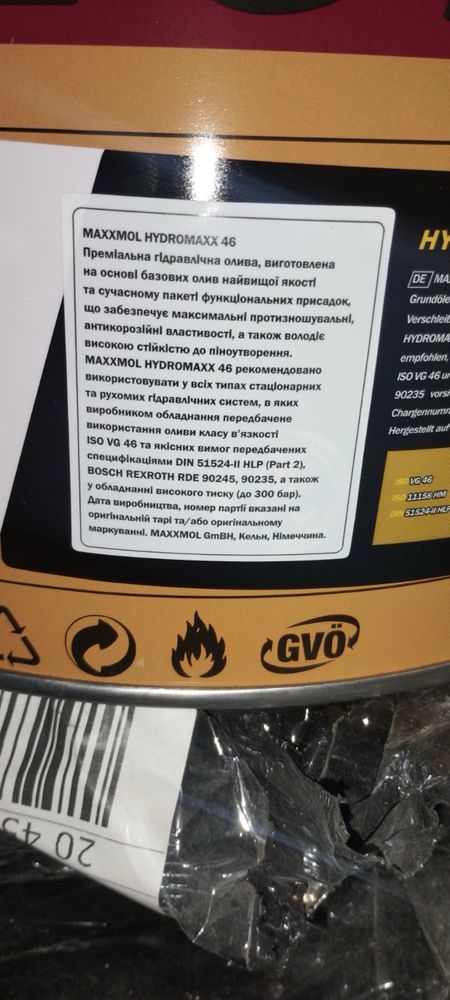 MAXXMOL HYDROMAXX 46
Преміальна гідравлічна олива, виготовлена
на основі базових олив найвищої якості
та сучасному пакеті функціональних присадок,
що забезпечує максимальні протизношувальні,
антикорозійні властивості, а також володіє
високою стійкістю до піноутворення.
MAXXMOL HYDROMAXX 46 рекомендовано
використовувати у всіх типах стаціонарних
та рухомих гідравлічних систем, в яких
виробником обладнання передбачене
використання оливи класу в'язкості
ISO VG 46 та якісних вимог передбачених
специфікаціями DIN 51524-II HLP (Part 2),
BOSCH REXROTH RDE 90245, 90235, а також
у обладнанні високого тиску (до 300 бар).
Дата виробництва, номер партії вказані на
оригінальній тарі та/або оригінальному
маркуванні. MAXXMOL GmBH, Кельн, Німеччина.
HY
DE MA
Grundöle
Verschleiß
HYDROMA
empfohlen,
ISO VG 46 u
90235 vors
Chargennum
Hergestellt auf
ISO VG 46
ISO 11158 HM
DIN 51524-II HLP
GVÖ
20 45